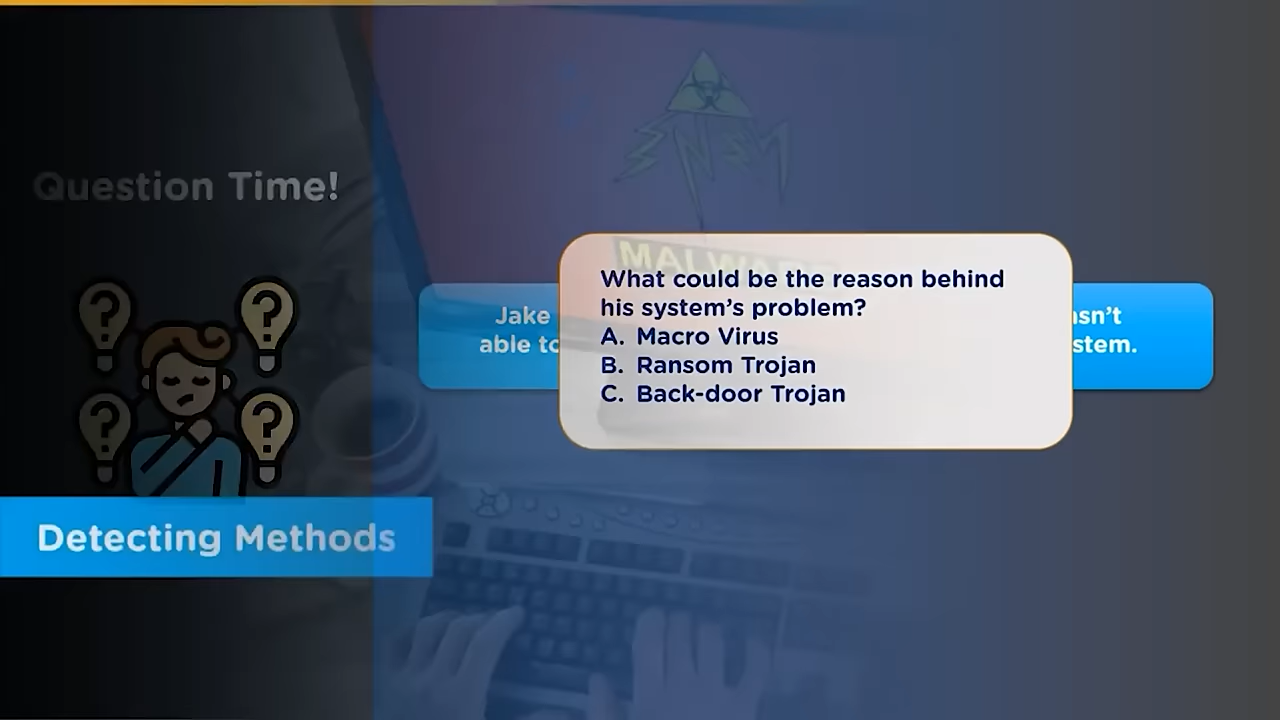 Question Time!
What could be the reason behind
his system's problem?
A. Macro Virus
B. Ransom Trojan
C. Back-door Trojan
Jake
able to
asn't
stem.
Detecting Methods